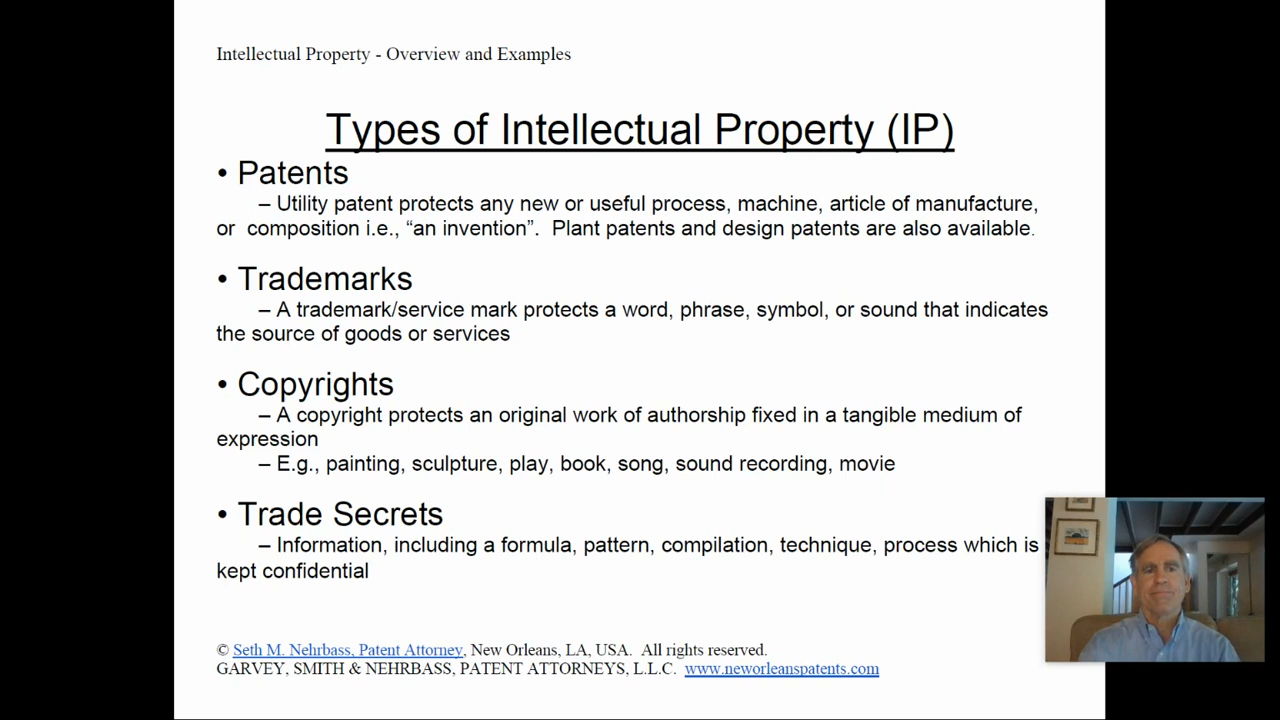 Intellectual Property - Overview and Examples
Types of Intellectual Property (IP)
• Patents
– Utility patent protects any new or useful process, machine, article of manufacture,
or composition i.e., “an invention”. Plant patents and design patents are also available.
• Trademarks
– A trademark/service mark protects a word, phrase, symbol, or sound that indicates
the source of goods or services
• Copyrights
– A copyright protects an original work of authorship fixed in a tangible medium of
expression
– E.g., painting, sculpture, play, book, song, sound recording, movie
• Trade Secrets
– Information, including a formula, pattern, compilation, technique, process which is
kept confidential
© Seth M. Nehrbass, Patent Attorney, New Orleans, LA, USA. All rights reserved.
GARVEY, SMITH & NEHRBASS, PATENT ATTORNEYS, L.L.C. www.neworleanspatents.com